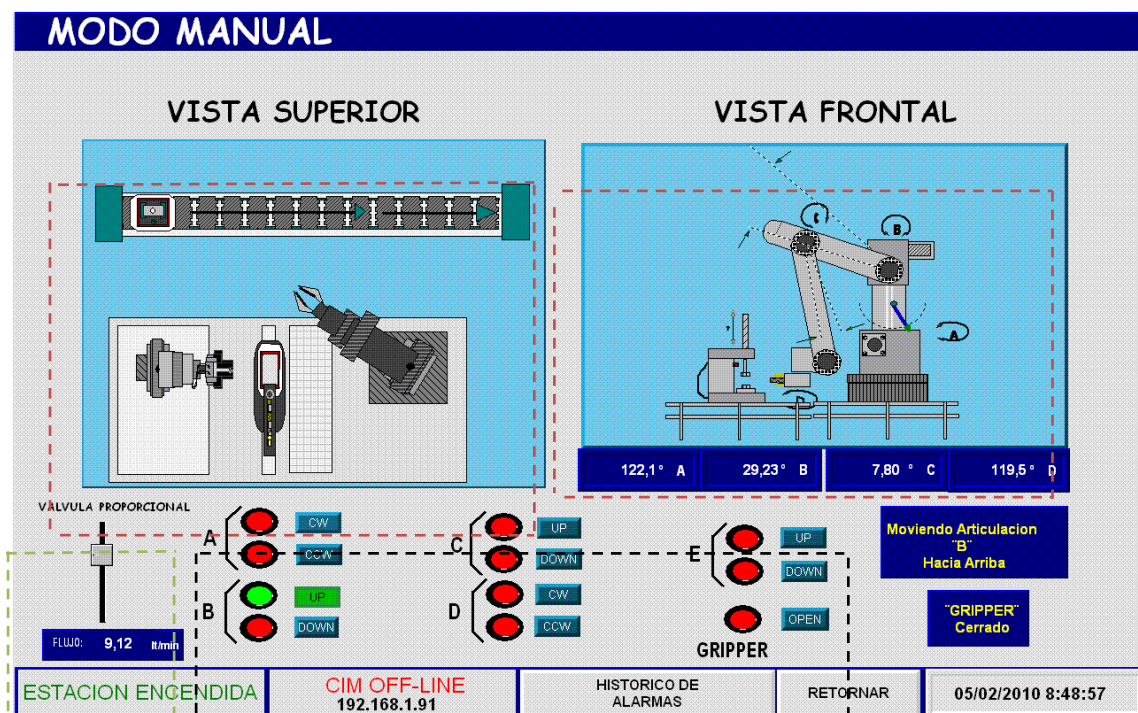 MODO MANUAL
VISTA SUPERIOR
VISTA FRONTAL
C
B
A
?
D
122,1° A
29,23° B
7,80 ° C
119,5° D
VALVULA PROPORCIONAL
FLUJO: 9,12 lt/min
A
CW
CCW
B
UP
DOWN
C
UP
DOWN
D
CW
CCW
E
UP
DOWN
OPEN
GRIPPER
Moviendo Articulacion
"B"
Hacia Arriba
"GRIPPER"
Cerrado
ESTACION ENCENDIDA
CIM OFF-LINE
192.168.1.91
HISTORICO DE
ALARMAS
RETORNAR
05/02/2010 8:48:57